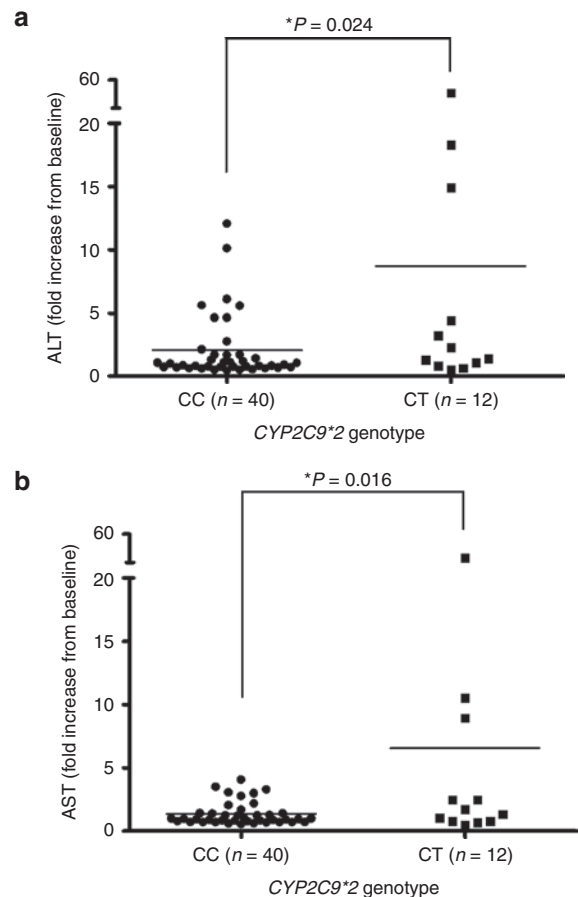 a
*P = 0.024
60
20
15
10
5
0
ALT (fold increase from baseline)
CC (n = 40) CT (n = 12)
CYP2C9*2 genotype
b
*P = 0.016
60
20
15
10
5
0
AST (fold increase from baseline)
CC (n = 40) CT (n = 12)
CYP2C9*2 genotype